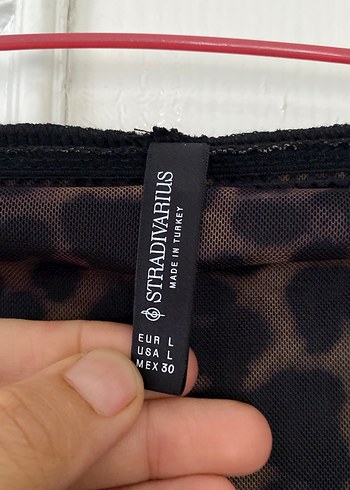 STRADIVARIUS
MADE IN TURKEY
EUR L
USA L
MEX 30